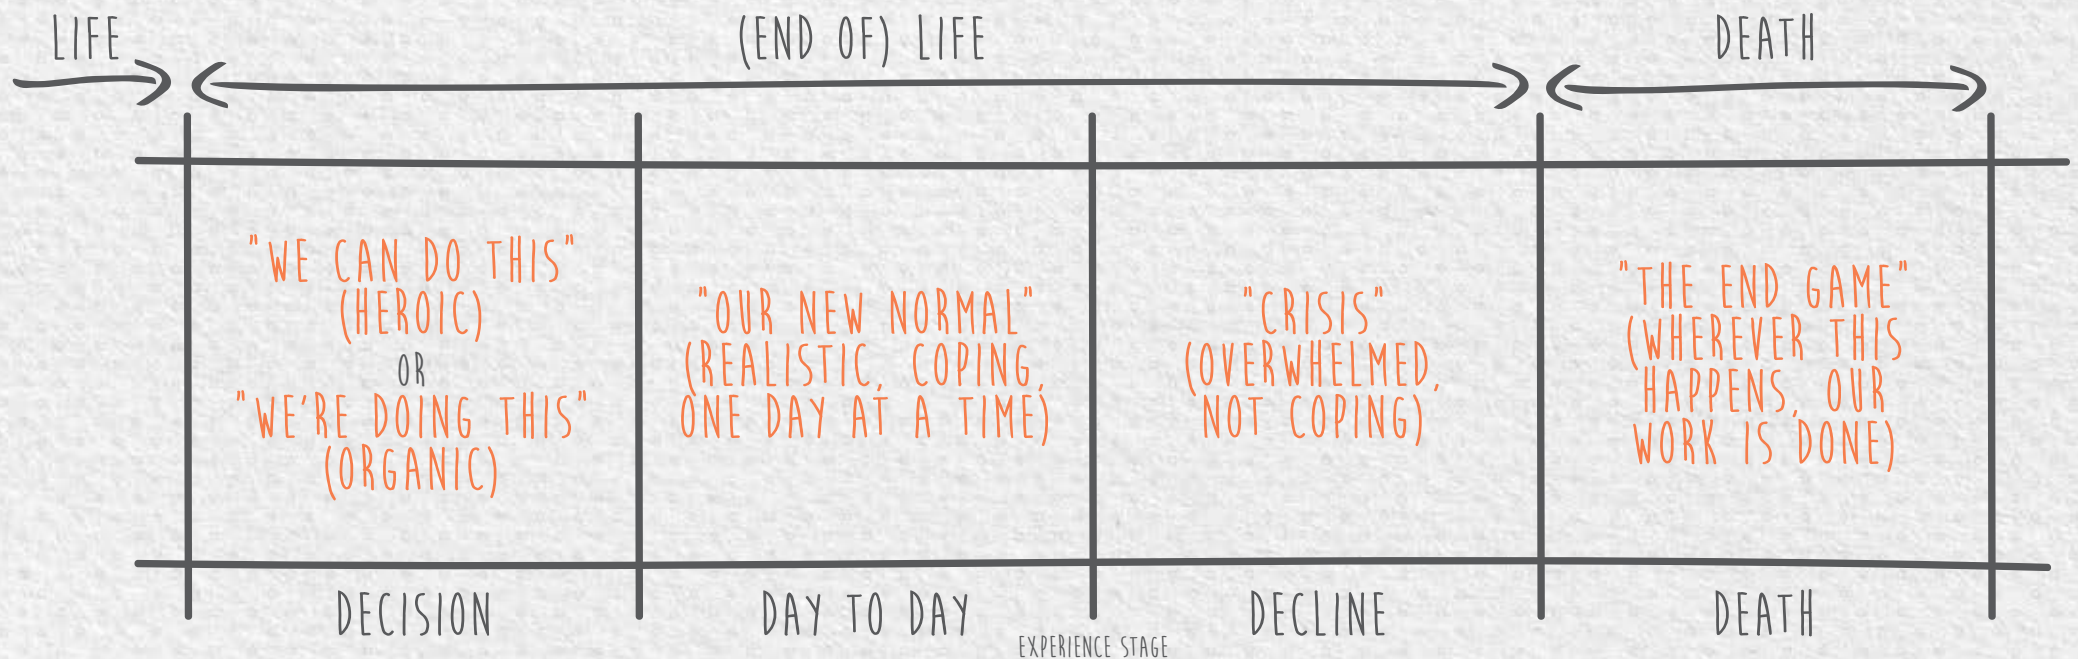 LIFE
(END OF) LIFE
DEATH
"WE CAN DO THIS"
(HEROIC)
OR
"WE'RE DOING THIS"
(ORGANIC)
"OUR NEW NORMAL"
(REALISTIC, COPING,
ONE DAY AT A TIME)
"CRISIS"
(OVERWHELMED,
NOT COPING)
"THE END GAME"
(WHEREVER THIS
HAPPENS, OUR
WORK IS DONE)
DECISION
DAY TO DAY
DECLINE
DEATH
EXPERIENCE STAGE